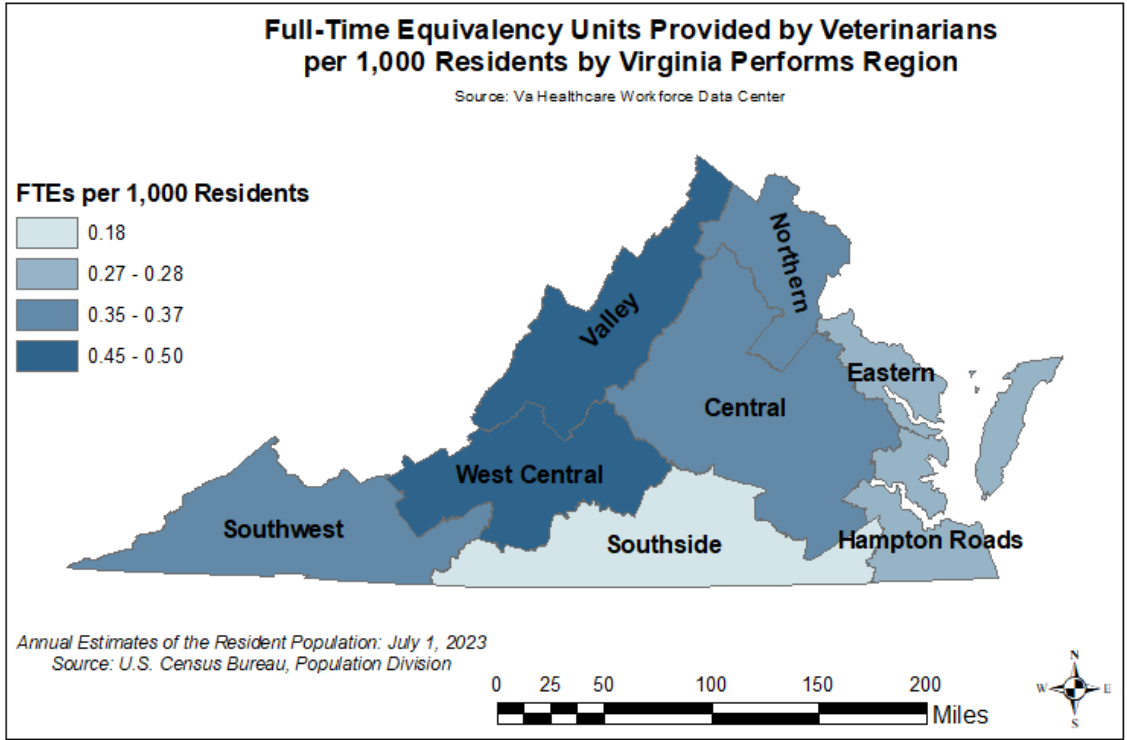 Full-Time Equivalency Units Provided by Veterinarians
per 1,000 Residents by Virginia Performs Region
Source: Va Healthcare Workforce Data Center
FTEs per 1,000 Residents
0.18
0.27 - 0.28
0.35 - 0.37
0.45 - 0.50
Northern
Valley
Eastern
Central
West Central
Southwest
Southside
Hampton Roads
Annual Estimates of the Resident Population: July 1, 2023
Source: U.S. Census Bureau, Population Division
0 25 50 100 150 200
Miles
N
W E
S